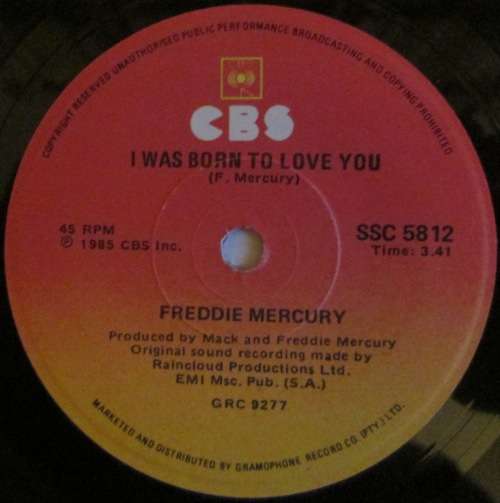 COPYRIGHT RESERVED UNAUTHORISED PUBLIC PERFORMANCE BROADCASTING AND COPYING PROHIBITED
CBS
I WAS BORN TO LOVE YOU
(F. Mercury)
45 RPM
℗ 1985 CBS Inc.
SSC 5812
Time: 3.41
FREDDIE MERCURY
Produced by Mack and Freddie Mercury
Original sound recording made by
Raincloud Productions Ltd.
EMI Msc. Pub. (S.A.)
GRC 9277
MARKETED AND DISTRIBUTED BY GRAMOPHONE RECORD CO. (PTY.) LTD.